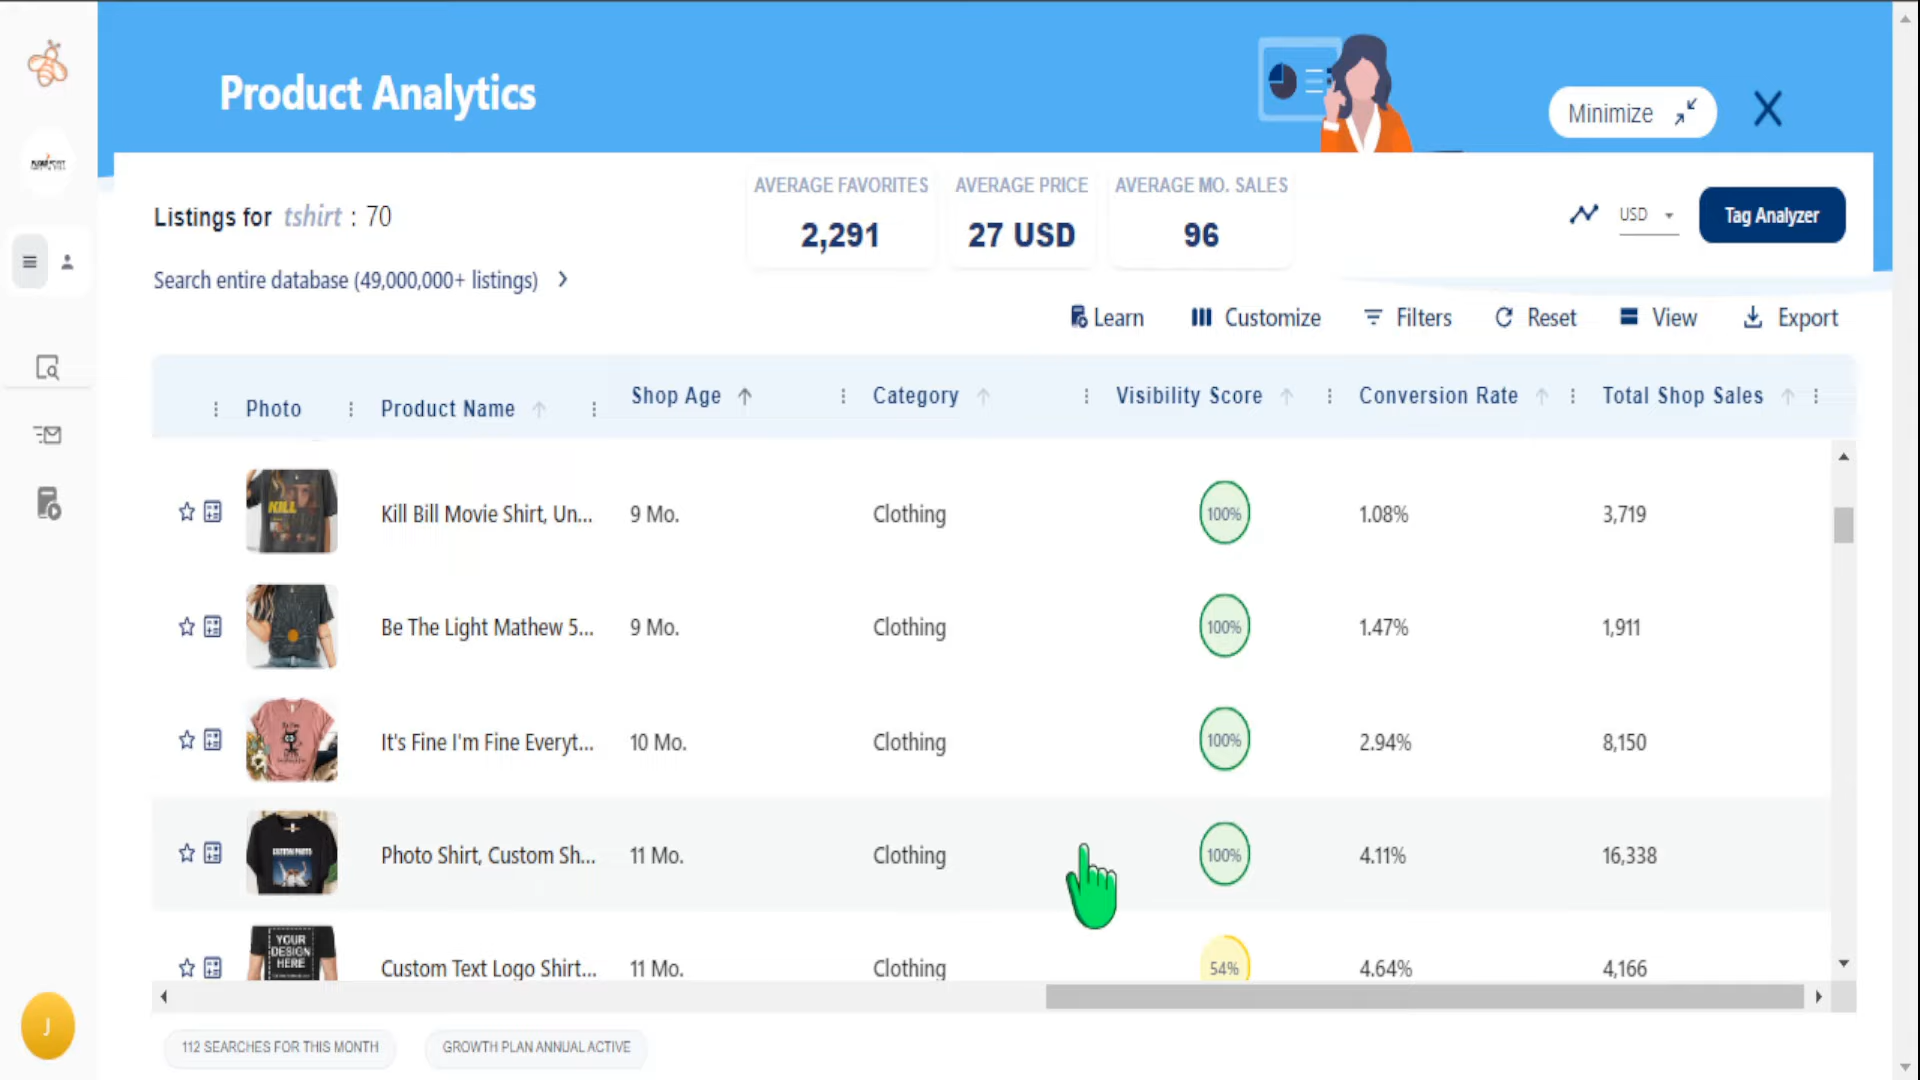 Product Analytics
Minimize
X
Listings for tshirt : 70
AVERAGE FAVORITES
2,291
AVERAGE PRICE
27 USD
AVERAGE MO. SALES
96
USD
Tag Analyzer
Search entire database (49,000,000+ listings)
Learn
Customize
Filters
Reset
View
Export
Photo
Product Name
Shop Age
Category
Visibility Score
Conversion Rate
Total Shop Sales
KILL
Kill Bill Movie Shirt, Un... 9 Mo. Clothing 100% 1.08% 3,719
Be The Light Mathew 5... 9 Mo. Clothing 100% 1.47% 1,911
It's Fine I'm Fine Everyt... 10 Mo. Clothing 100% 2.94% 8,150
CUSTOM PHOTO
Photo Shirt, Custom Sh... 11 Mo. Clothing 100% 4.11% 16,338
YOUR
DESIGN
HERE
Custom Text Logo Shirt... 11 Mo. Clothing 54% 4.64% 4,166
J
112 SEARCHES FOR THIS MONTH
GROWTH PLAN ANNUAL ACTIVE